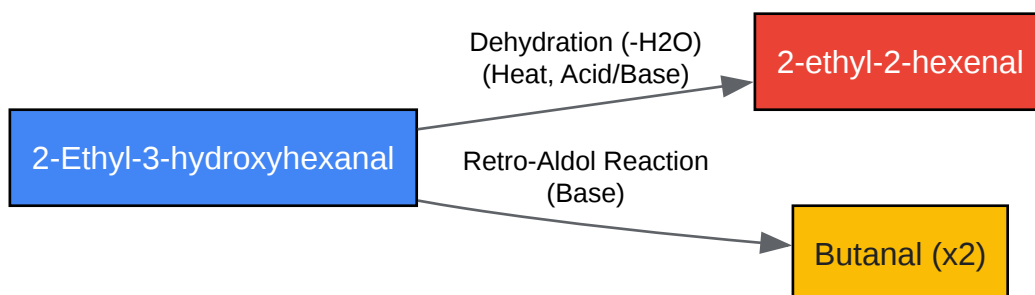 Dehydration (-H2O)
(Heat, Acid/Base)
2-ethyl-2-hexenal
2-Ethyl-3-hydroxyhexanal
Retro-Aldol Reaction
(Base)
Butanal (x2)